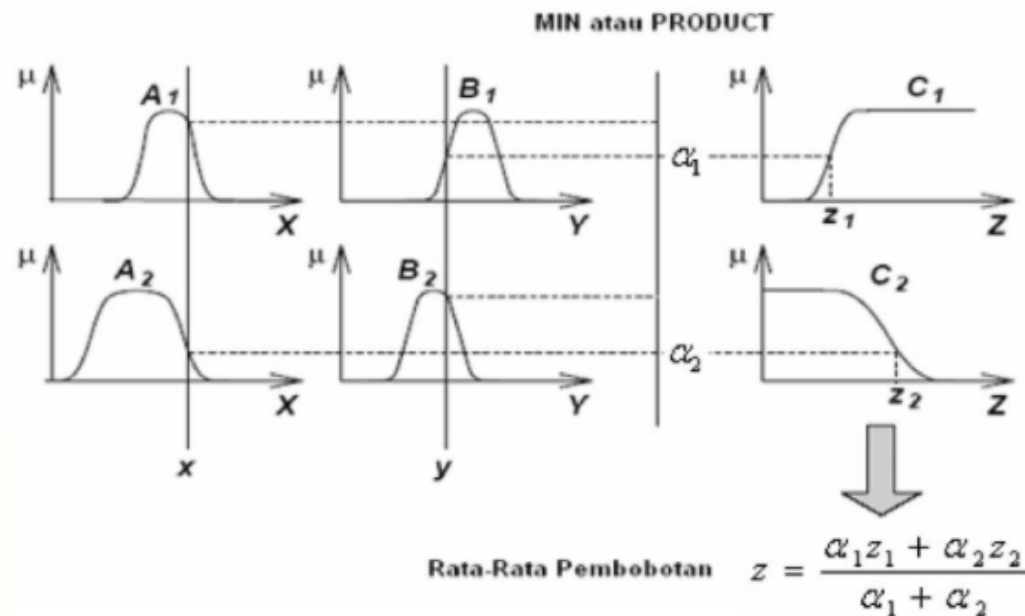 MIN atau PRODUCT
μ A₁ μ B₁ μ C₁
α₁
X Y z₁ Z
μ A₂ μ B₂ μ C₂
α₂
X Y z₂ Z
x y
Rata-Rata Pembobotan z = (α₁z₁ + α₂z₂) / (α₁ + α₂)